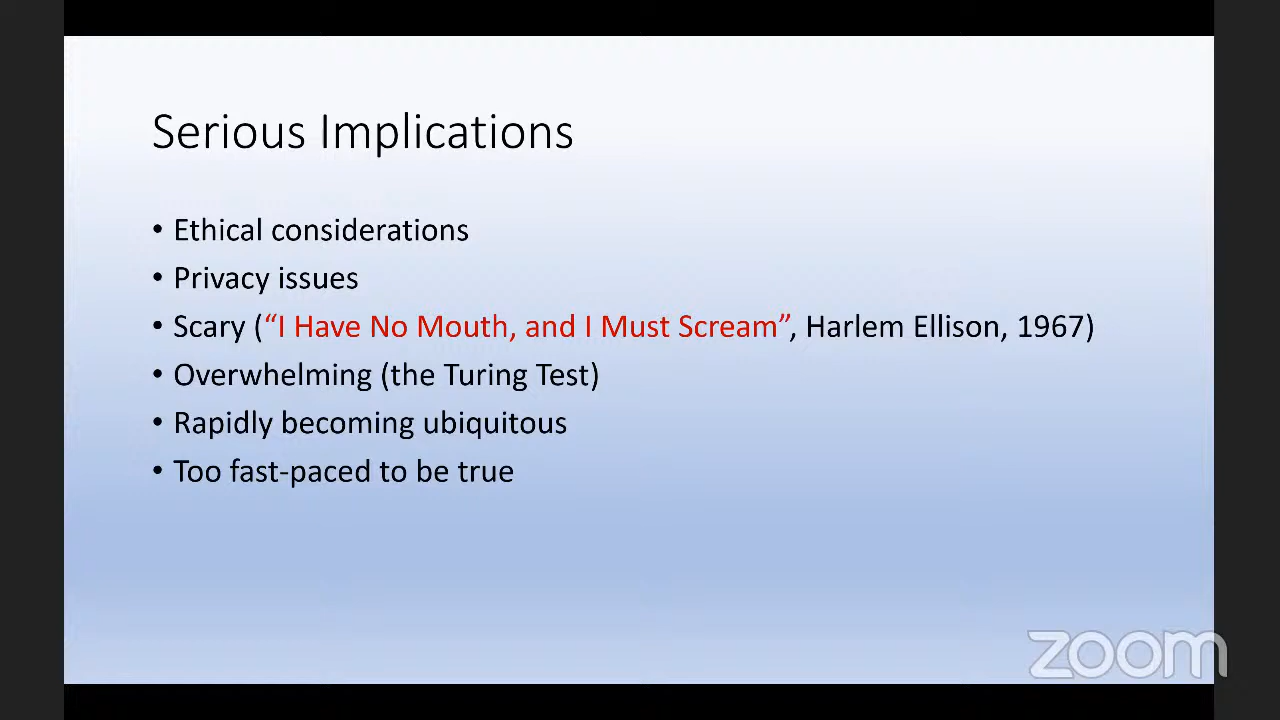 Serious Implications
• Ethical considerations
• Privacy issues
• Scary (“I Have No Mouth, and I Must Scream”, Harlem Ellison, 1967)
• Overwhelming (the Turing Test)
• Rapidly becoming ubiquitous
• Too fast-paced to be true
zoom